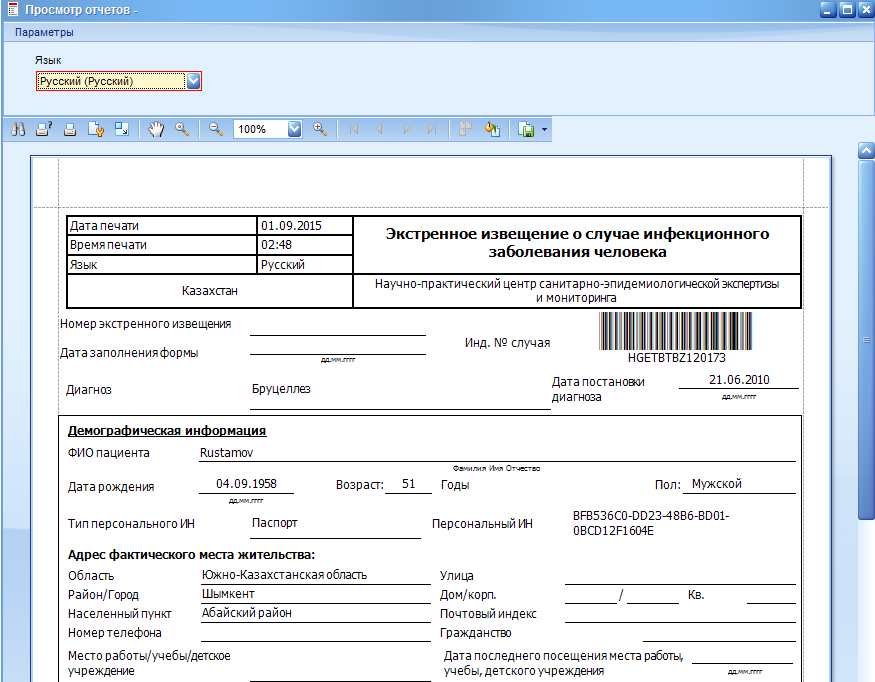 Просмотр отчетов -
Параметры
Язык
Русский (Русский)
100%
Дата печати 01.09.2015
Время печати 02:48
Язык Русский
Экстренное извещение о случае инфекционного
заболевания человека
Казахстан
Научно-практический центр санитарно-эпидемиологической экспертизы
и мониторинга
Номер экстренного извещения
Дата заполнения формы
дд.мм.гггг
Инд. № случая
HGETBTBZ120173
Диагноз Бруцеллез
Дата постановки
диагноза
21.06.2010
дд.мм.гггг
Демографическая информация
ФИО пациента Rustamov
Фамилия Имя Отчество
Дата рождения 04.09.1958 Возраст: 51 Годы Пол: Мужской
дд.мм.гггг
Тип персонального ИН Паспорт Персональный ИН
BFB536C0-DD23-48B6-BD01-
0BCD12F1604E
Адрес фактического места жительства:
Область Южно-Казахстанская область Улица
Район/Город Шымкент Дом/корп. / Кв.
Населенный пункт Абайский район Почтовый индекс
Номер телефона Гражданство
Место работы/учебы/детское
учреждение
Дата последнего посещения места работы,
учебы, детского учреждения
дд.мм.гггг